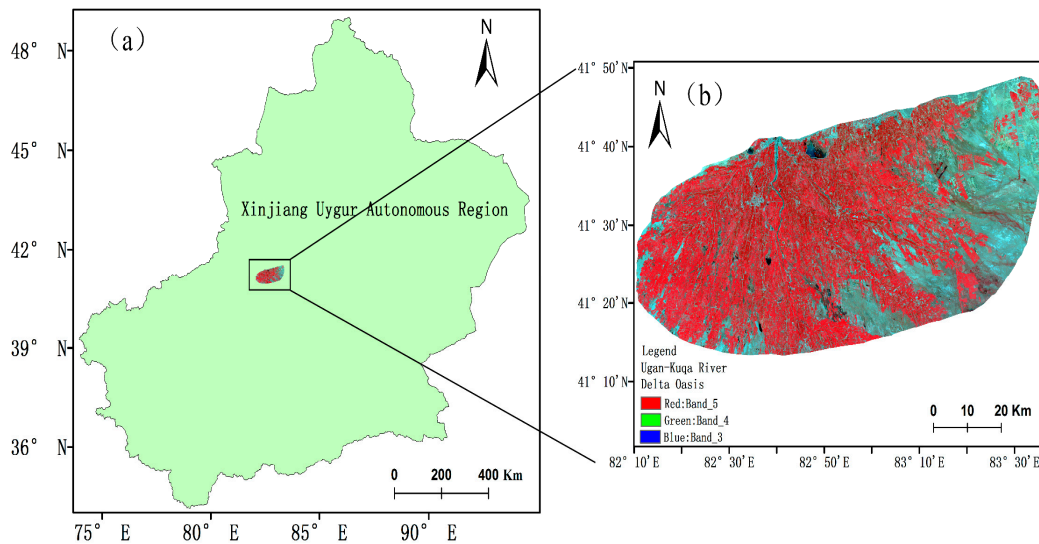 (a)
N
48° N
45° N
42° N
39° N
36° N
Xinjiang Uygur Autonomous Region
0 200 400 Km
75° E 80° E 85° E 90° E
(b)
N
41° 50'N
41° 40'N
41° 30'N
41° 20'N
41° 10'N
Legend
Ugan-Kuqa River
Delta Oasis
Red:Band_5
Green:Band_4
Blue:Band_3
0 10 20 Km
82° 10'E 82° 30'E 82° 50'E 83° 10'E 83° 30'E